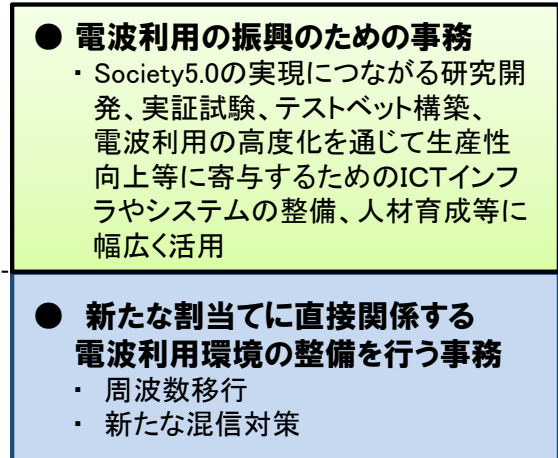 ● 電波利用の振興のための事務
・ Society5.0の実現につながる研究開
発、実証試験、テストベット構築、
電波利用の高度化を通じて生産性
向上等に寄与するためのICTインフ
ラやシステムの整備、人材育成等に
幅広く活用
● 新たな割当てに直接関係する
電波利用環境の整備を行う事務
・ 周波数移行
・ 新たな混信対策